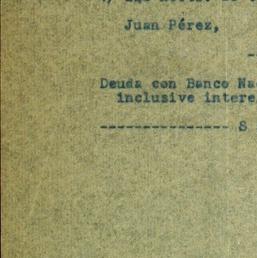 Juan Pérez,
-
Deuda con Banco Na
inclusive intere
--------------- S